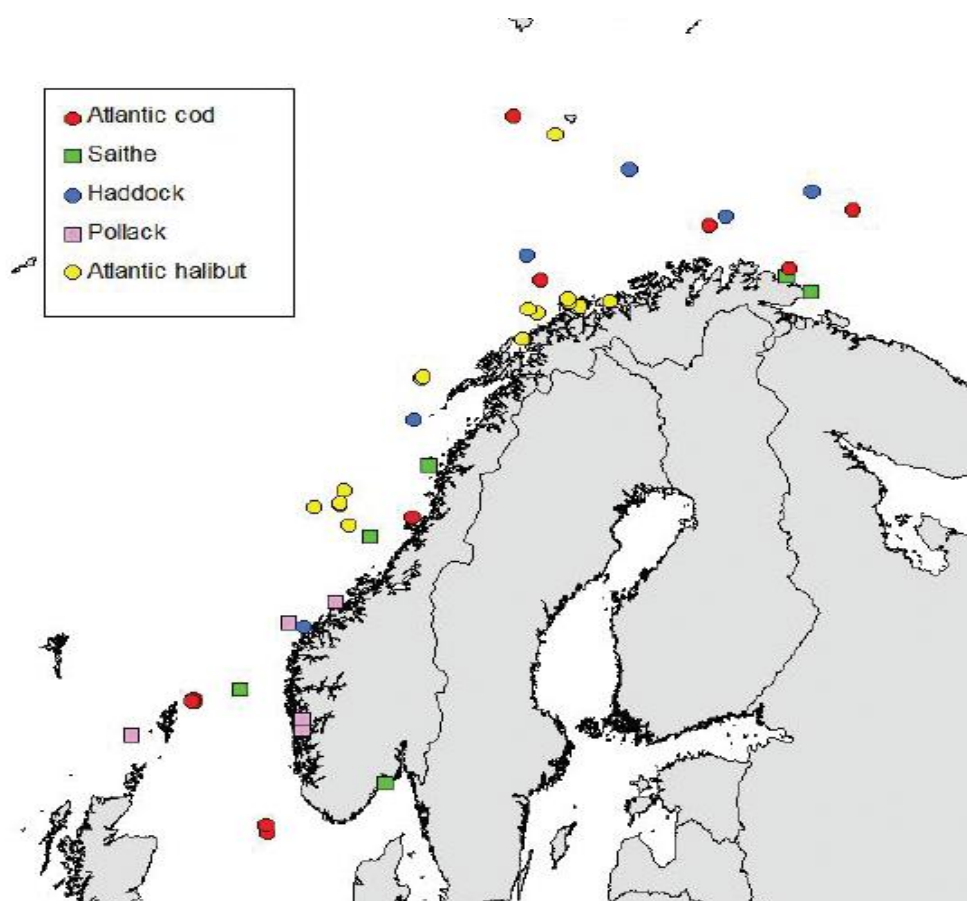 Atlantic cod
Saithe
Haddock
Pollack
Atlantic halibut